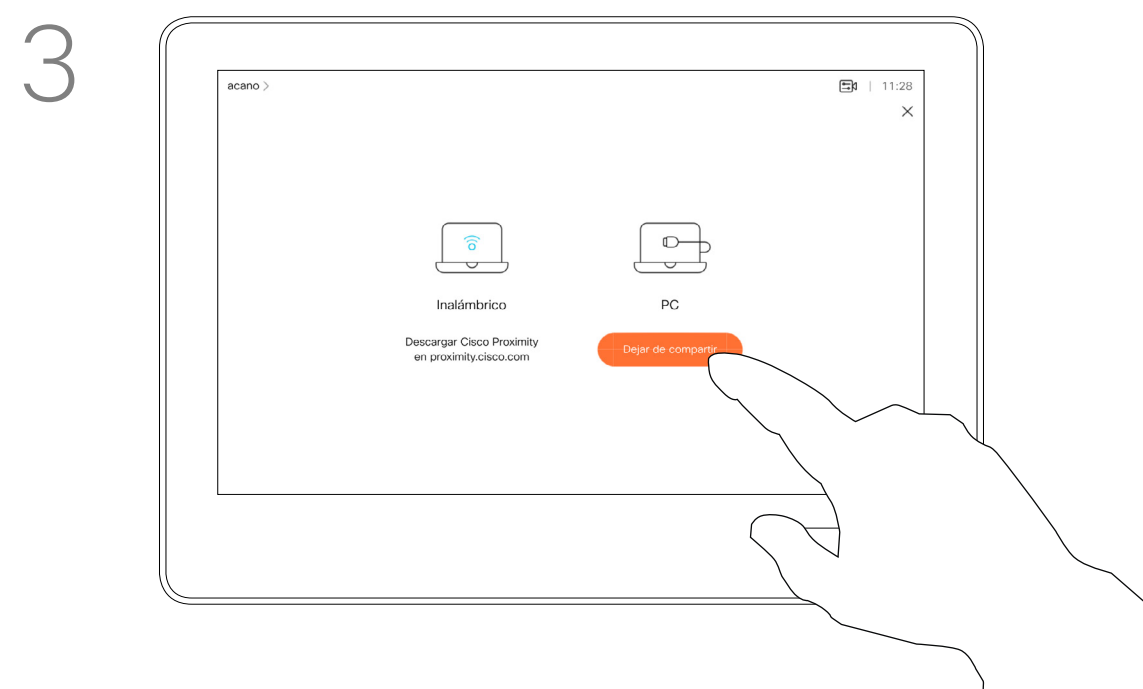 3
acano >
11:28
Inalámbrico
PC
Descargar Cisco Proximity
en proximity.cisco.com
Dejar de compartir